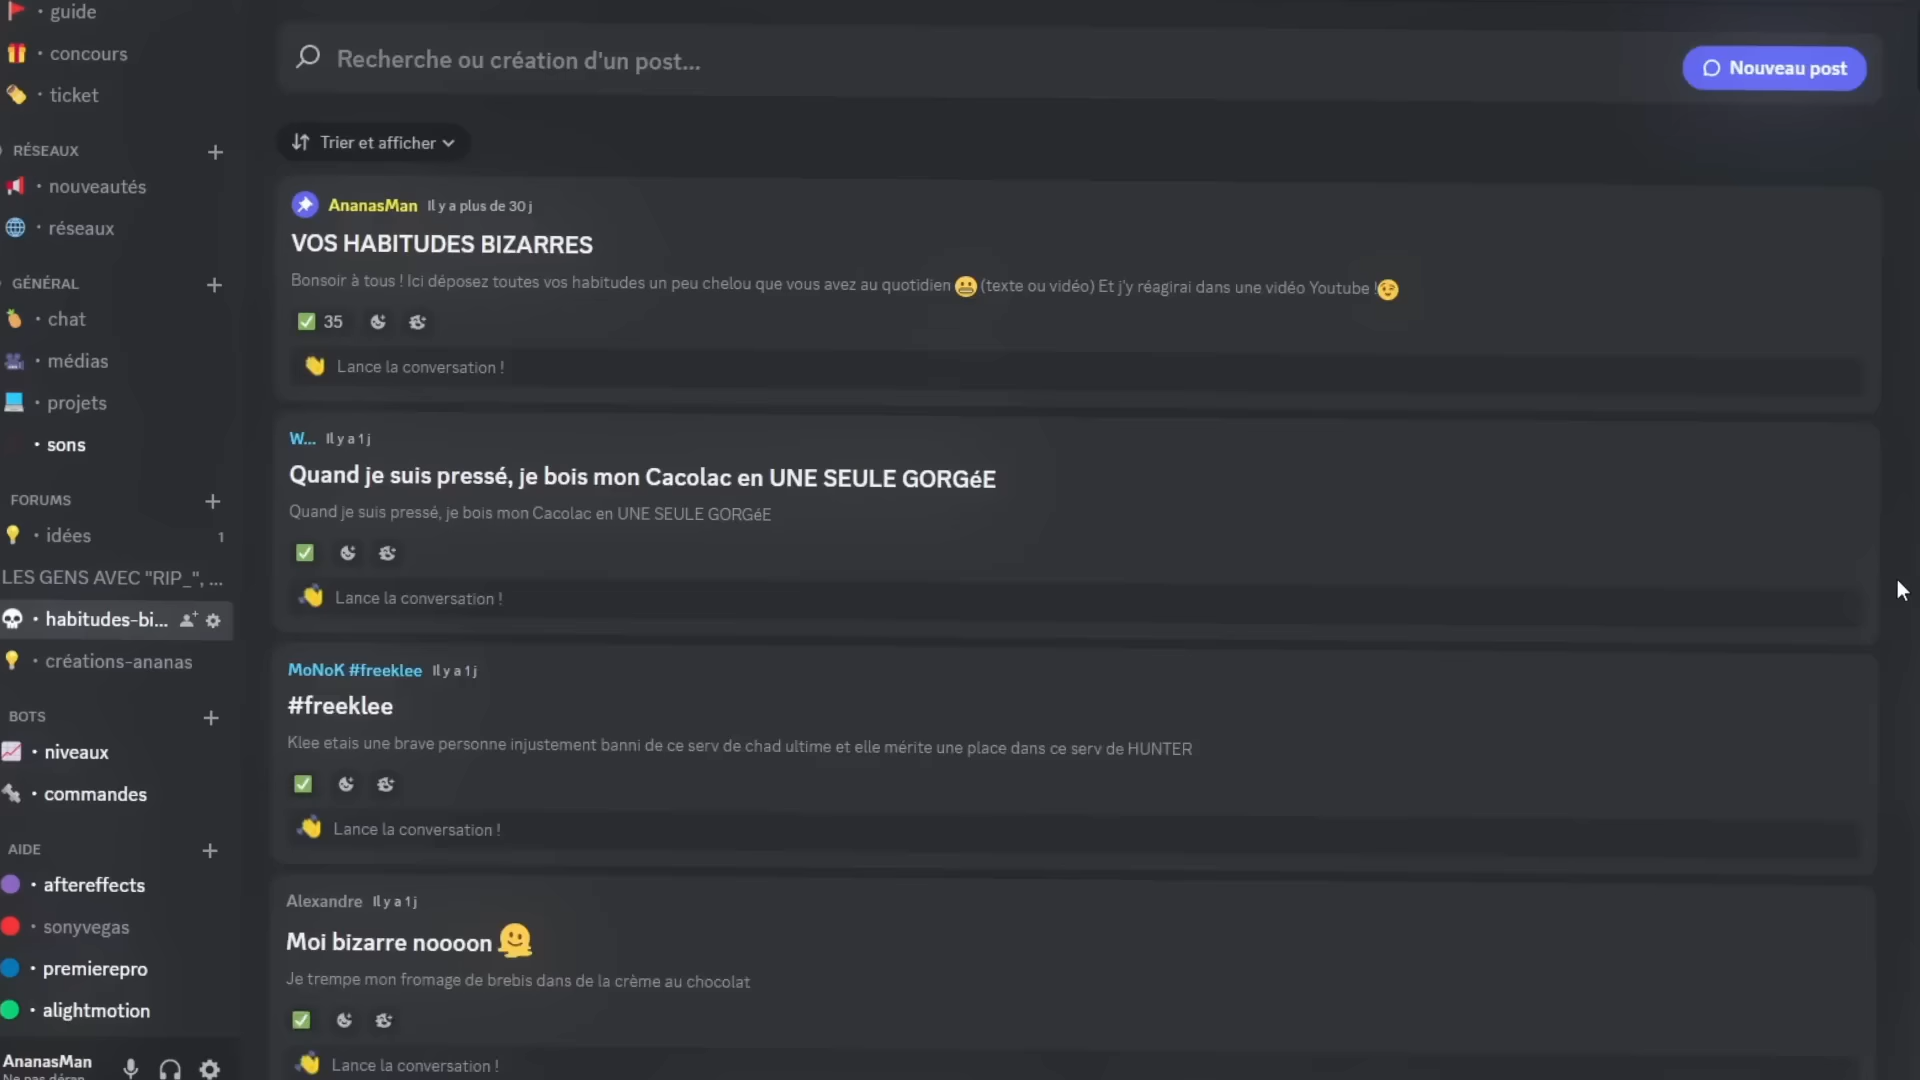 · guide
· concours
· ticket
RÉSEAUX
· nouveautés
· réseaux
GÉNÉRAL
· chat
· médias
· projets
· sons
FORUMS
· idées 1
LES GENS AVEC "RIP_", ...
· habitudes-bi...
· créations-ananas
BOTS
· niveaux
· commandes
AIDE
· aftereffects
· sonyvegas
· premierepro
· alightmotion
AnanasMan
Ne pas déran
Recherche ou création d'un post...
Nouveau post
Trier et afficher
AnanasMan Il y a plus de 30 j
VOS HABITUDES BIZARRES
Bonsoir à tous ! Ici déposez toutes vos habitudes un peu chelou que vous avez au quotidien 😬 (texte ou vidéo) Et j'y réagirai dans une vidéo Youtube !😉
✅ 35
Lance la conversation !
W... Il y a 1 j
Quand je suis pressé, je bois mon Cacolac en UNE SEULE GORGéE
Quand je suis pressé, je bois mon Cacolac en UNE SEULE GORGéE
Lance la conversation !
MoNoK #freeklee Il y a 1 j
#freeklee
Klee etais une brave personne injustement banni de ce serv de chad ultime et elle mérite une place dans ce serv de HUNTER
Lance la conversation !
Alexandre Il y a 1 j
Moi bizarre noooon 🫠
Je trempe mon fromage de brebis dans de la crème au chocolat
Lance la conversation !